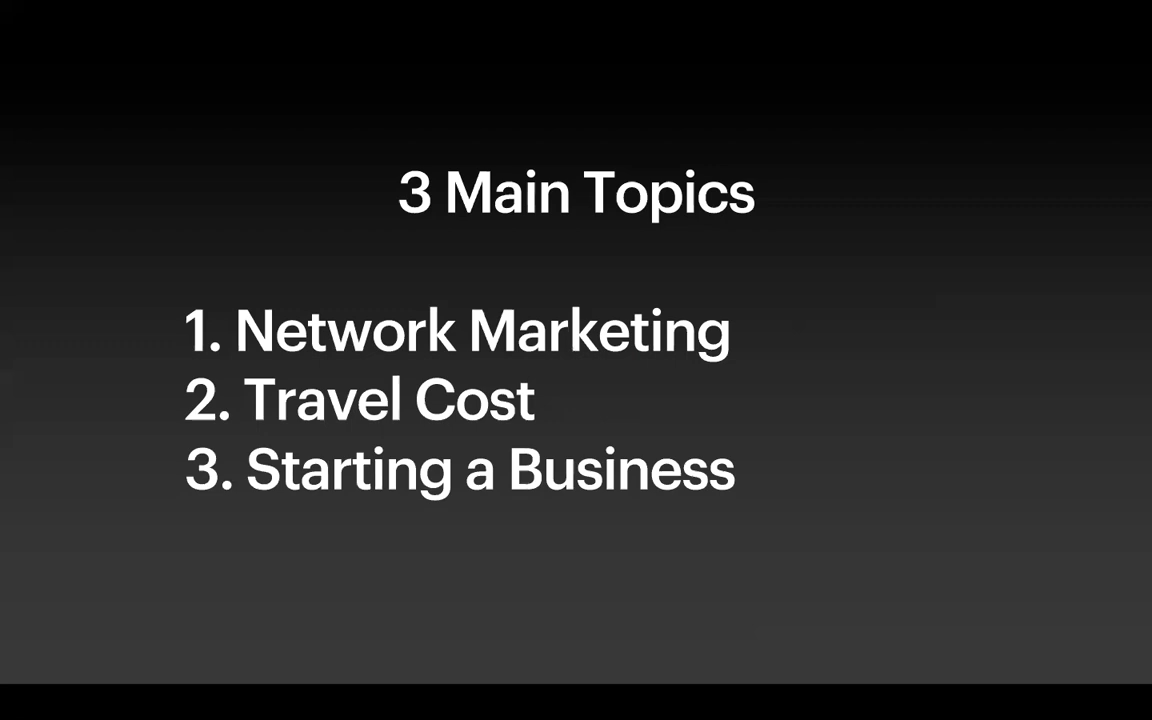 3 Main Topics
1. Network Marketing
2. Travel Cost
3. Starting a Business